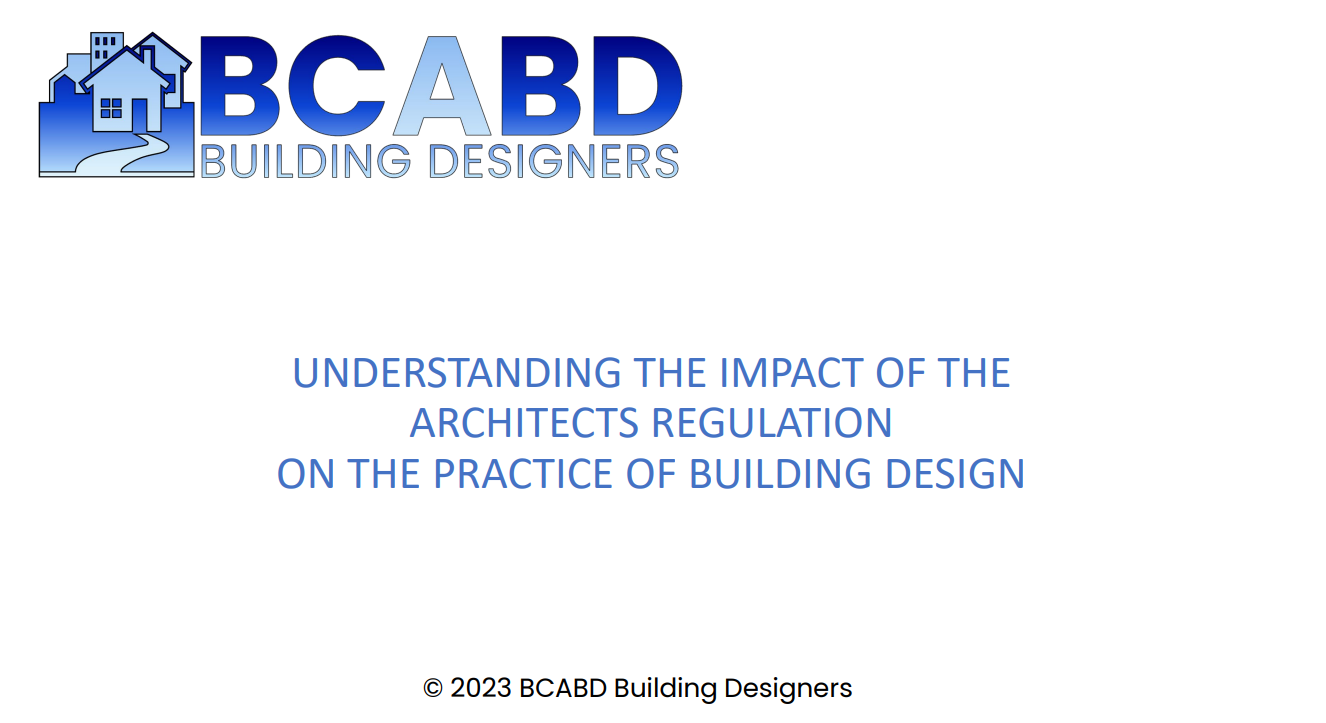 BCABD
BUILDING DESIGNERS
UNDERSTANDING THE IMPACT OF THE
ARCHITECTS REGULATION
ON THE PRACTICE OF BUILDING DESIGN
© 2023 BCABD Building Designers